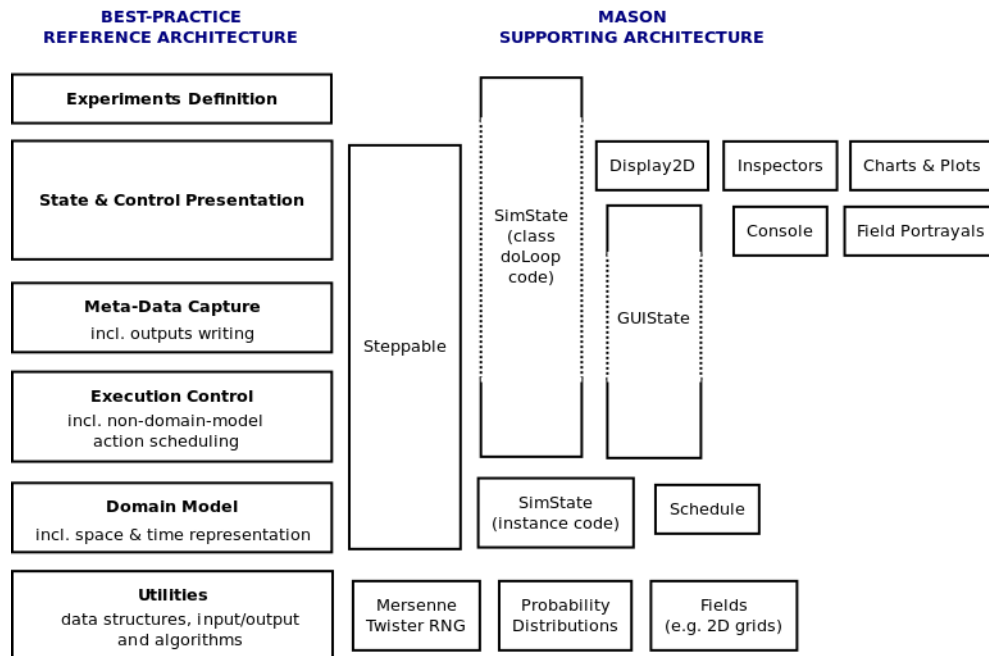 BEST-PRACTICE
REFERENCE ARCHITECTURE
MASON
SUPPORTING ARCHITECTURE
Experiments Definition
State & Control Presentation
Meta-Data Capture
incl. outputs writing
Execution Control
incl. non-domain-model
action scheduling
Domain Model
incl. space & time representation
Utilities
data structures, input/output
and algorithms
Steppable
SimState
(class
doLoop
code)
Display2D
Inspectors
Charts & Plots
Console
Field Portrayals
GUIState
SimState
(instance code)
Schedule
Mersenne
Twister RNG
Probability
Distributions
Fields
(e.g. 2D grids)